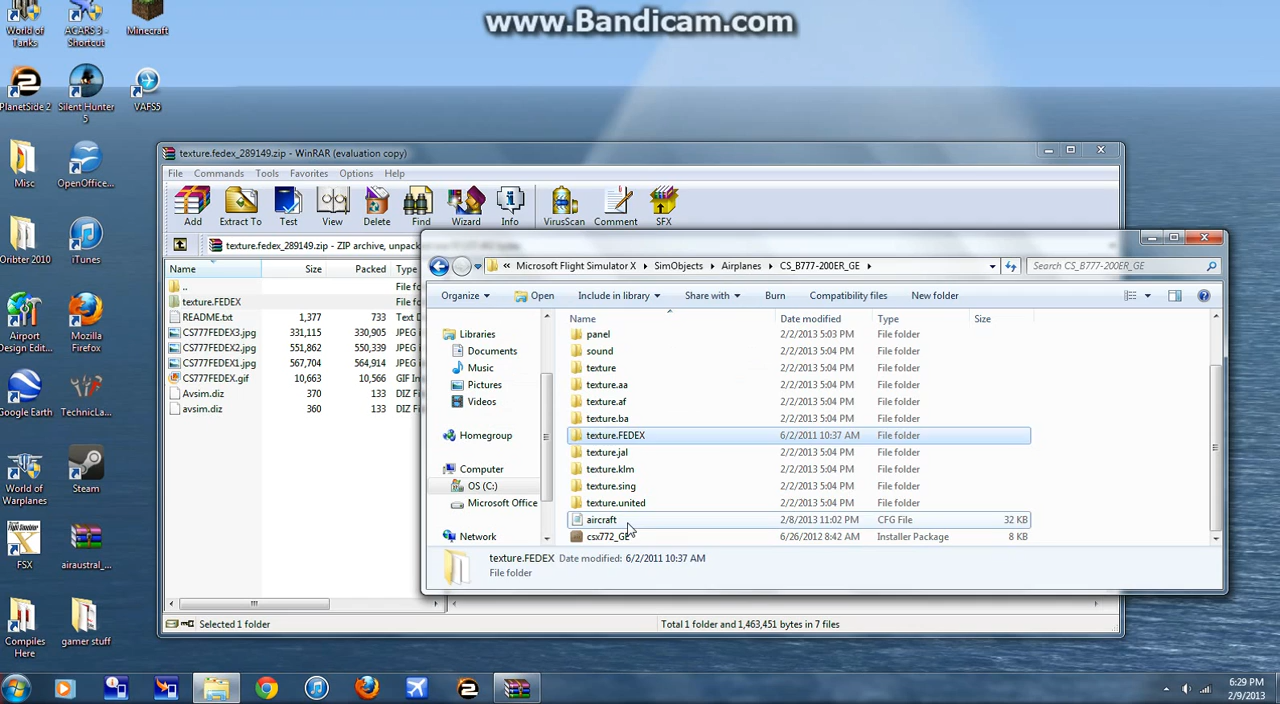 www.Bandicam.com
World of Tanks
ACARS 3 - Shortcut
Minecraft
PlanetSide 2
Silent Hunter 5
VAFS5
Misc
OpenOffice...
Oribter 2010
iTunes
Airport Design Edit...
Mozilla Firefox
Google Earth
TechnicLa...
World of Warplanes
Steam
FSX
airaustral_...
Compiles Here
gamer stuff
texture.fedex_289149.zip - WinRAR (evaluation copy)
File Commands Tools Favorites Options Help
Add Extract To Test View Delete Find Wizard Info VirusScan Comment SFX
texture.fedex_289149.zip - ZIP archive, unpack
Name Size Packed Type
.. File fo
texture.FEDEX File fo
README.txt 1,377 733 Text D
CS777FEDEX3.jpg 331,115 330,905 JPEG i
CS777FEDEX2.jpg 551,862 550,339 JPEG i
CS777FEDEX1.jpg 567,704 564,914 JPEG i
CS777FEDEX.gif 10,663 10,566 GIF In
Avsim.diz 370 133 DIZ F
avsim.diz 360 133 DIZ F
Selected 1 folder
Total 1 folder and 1,463,451 bytes in 7 files
« Microsoft Flight Simulator X ▸ SimObjects ▸ Airplanes ▸ CS_B777-200ER_GE ▸
Search CS_B777-200ER_GE
Organize Open Include in library Share with Burn Compatibility files New folder
Libraries
Documents
Music
Pictures
Videos
Homegroup
Computer
OS (C:)
Microsoft Office
Network
Name Date modified Type Size
panel 2/2/2013 5:03 PM File folder
sound 2/2/2013 5:04 PM File folder
texture 2/2/2013 5:04 PM File folder
texture.aa 2/2/2013 5:04 PM File folder
texture.af 2/2/2013 5:04 PM File folder
texture.ba 2/2/2013 5:04 PM File folder
texture.FEDEX 6/2/2011 10:37 AM File folder
texture.jal 2/2/2013 5:04 PM File folder
texture.klm 2/2/2013 5:04 PM File folder
texture.sing 2/2/2013 5:04 PM File folder
texture.united 2/2/2013 5:04 PM File folder
aircraft 2/8/2013 11:02 PM CFG File 32 KB
csx772_GE 6/26/2012 8:42 AM Installer Package 8 KB
texture.FEDEX Date modified: 6/2/2011 10:37 AM
File folder
6:29 PM
2/9/2013